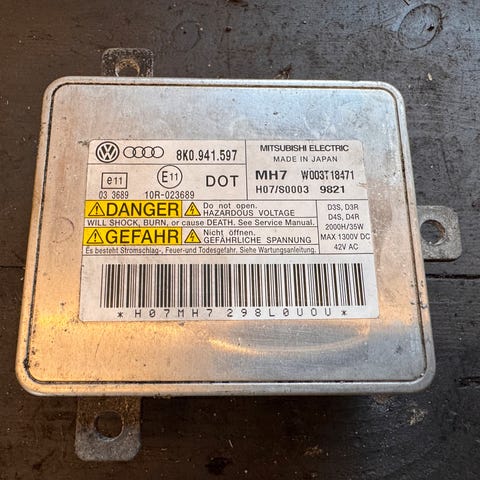 8K0.941.597
MITSUBISHI ELECTRIC
MADE IN JAPAN
e11
E11
DOT
MH7 W003T18471
03 3689
10R-023689
H07/S0003 9821
DANGER
Do not open.
HAZARDOUS VOLTAGE
WILL SHOCK, BURN, or cause DEATH. See Service Manual.
GEFAHR
Nicht öffnen.
GEFÄHRLICHE SPANNUNG
Es besteht Stromschlag-, Feuer-und Todesgefahr. Siehe Wartungsanleitung.
D3S, D3R
D4S, D4R
2000H/35W
MAX 1300V DC
42V AC
*H07MH7298L0UOU*